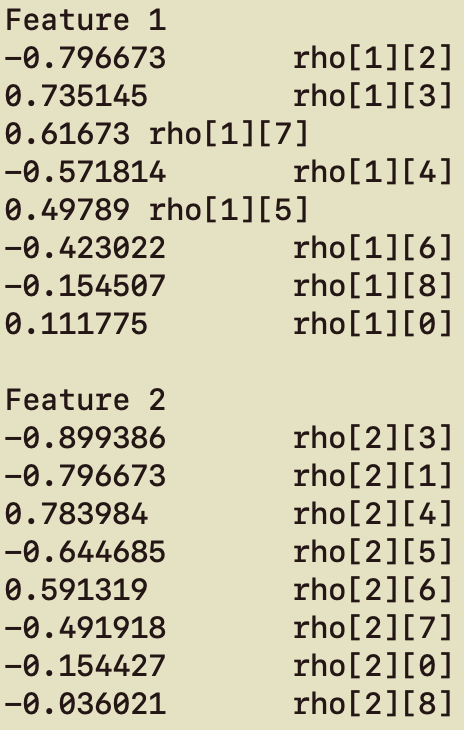 Feature 1
-0.796673 rho[1][2]
0.735145 rho[1][3]
0.61673 rho[1][7]
-0.571814 rho[1][4]
0.49789 rho[1][5]
-0.423022 rho[1][6]
-0.154507 rho[1][8]
0.111775 rho[1][0]
Feature 2
-0.899386 rho[2][3]
-0.796673 rho[2][1]
0.783984 rho[2][4]
-0.644685 rho[2][5]
0.591319 rho[2][6]
-0.491918 rho[2][7]
-0.154427 rho[2][0]
-0.036021 rho[2][8]